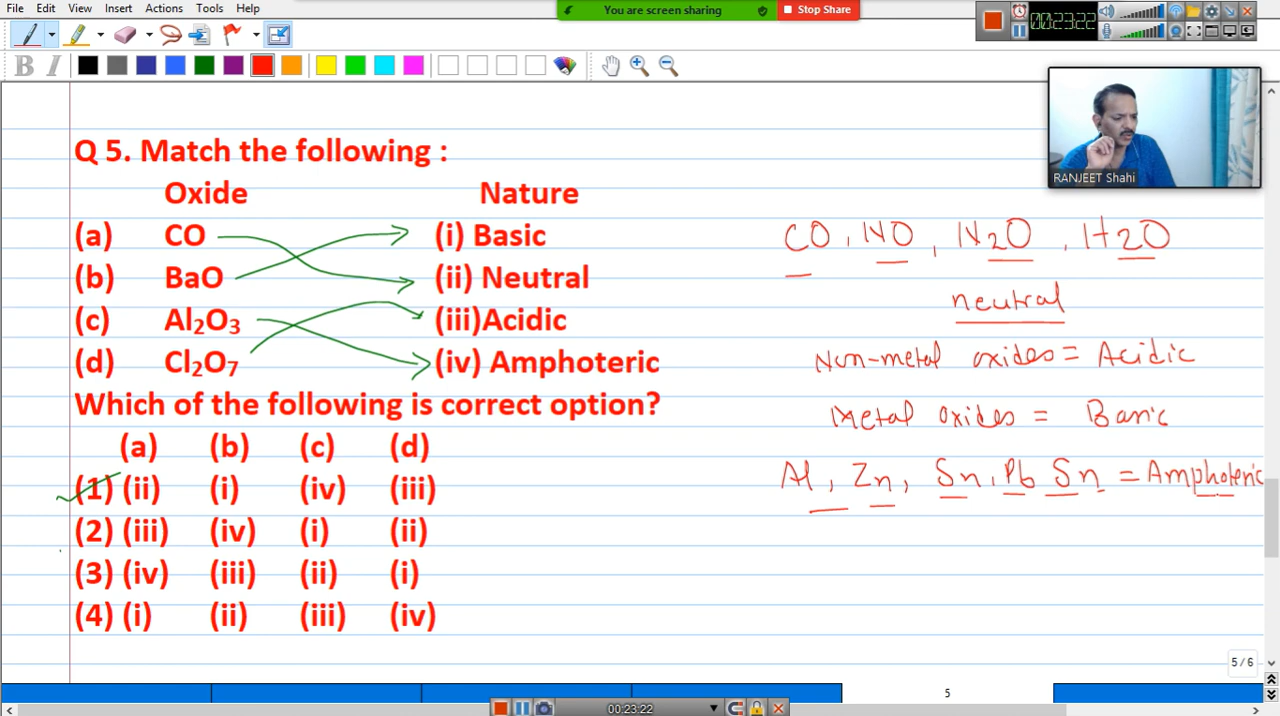 File Edit View Insert Actions Tools Help
You are screen sharing
Stop Share
00:23:22
B I
RANJEET Shahi
Q 5. Match the following :
Oxide Nature
(a) CO (i) Basic
(b) BaO (ii) Neutral
(c) Al₂O₃ (iii)Acidic
(d) Cl₂O₇ (iv) Amphoteric
Which of the following is correct option?
(a) (b) (c) (d)
(1) (ii) (i) (iv) (iii)
(2) (iii) (iv) (i) (ii)
(3) (iv) (iii) (ii) (i)
(4) (i) (ii) (iii) (iv)
CO, NO, N2O, H2O
neutral
Non-metal oxides = Acidic
Metal oxides = Basic
Al, Zn, Sn, Pb Sn = Amphoteric
5 / 6
5
00:23:22